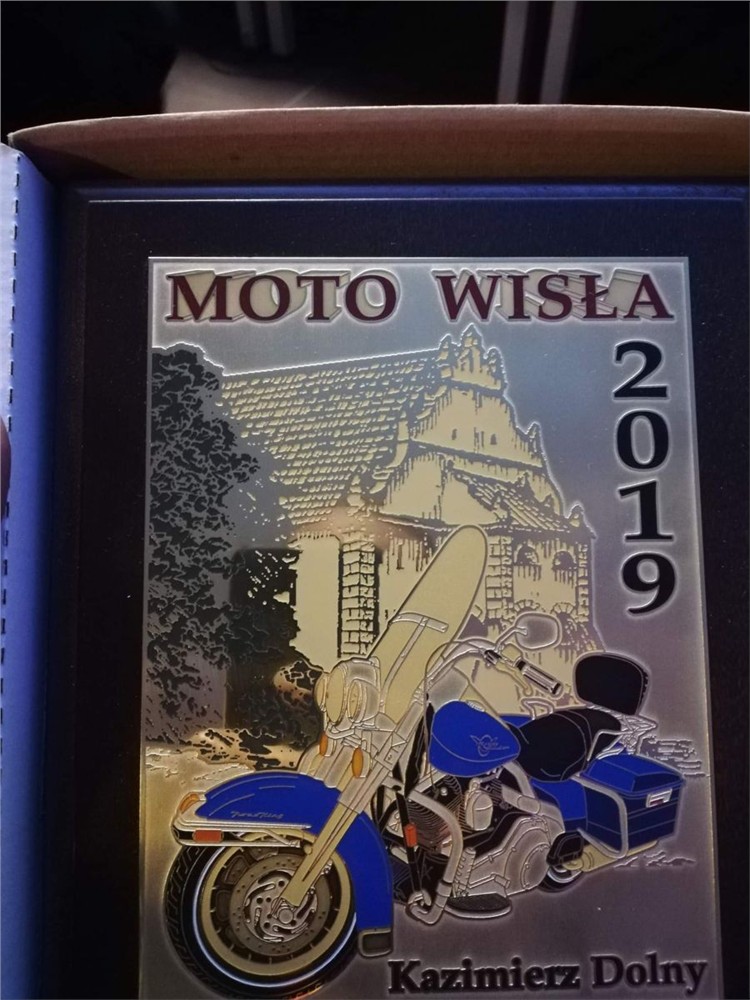 MOTO WISŁA
2019
Kazimierz Dolny